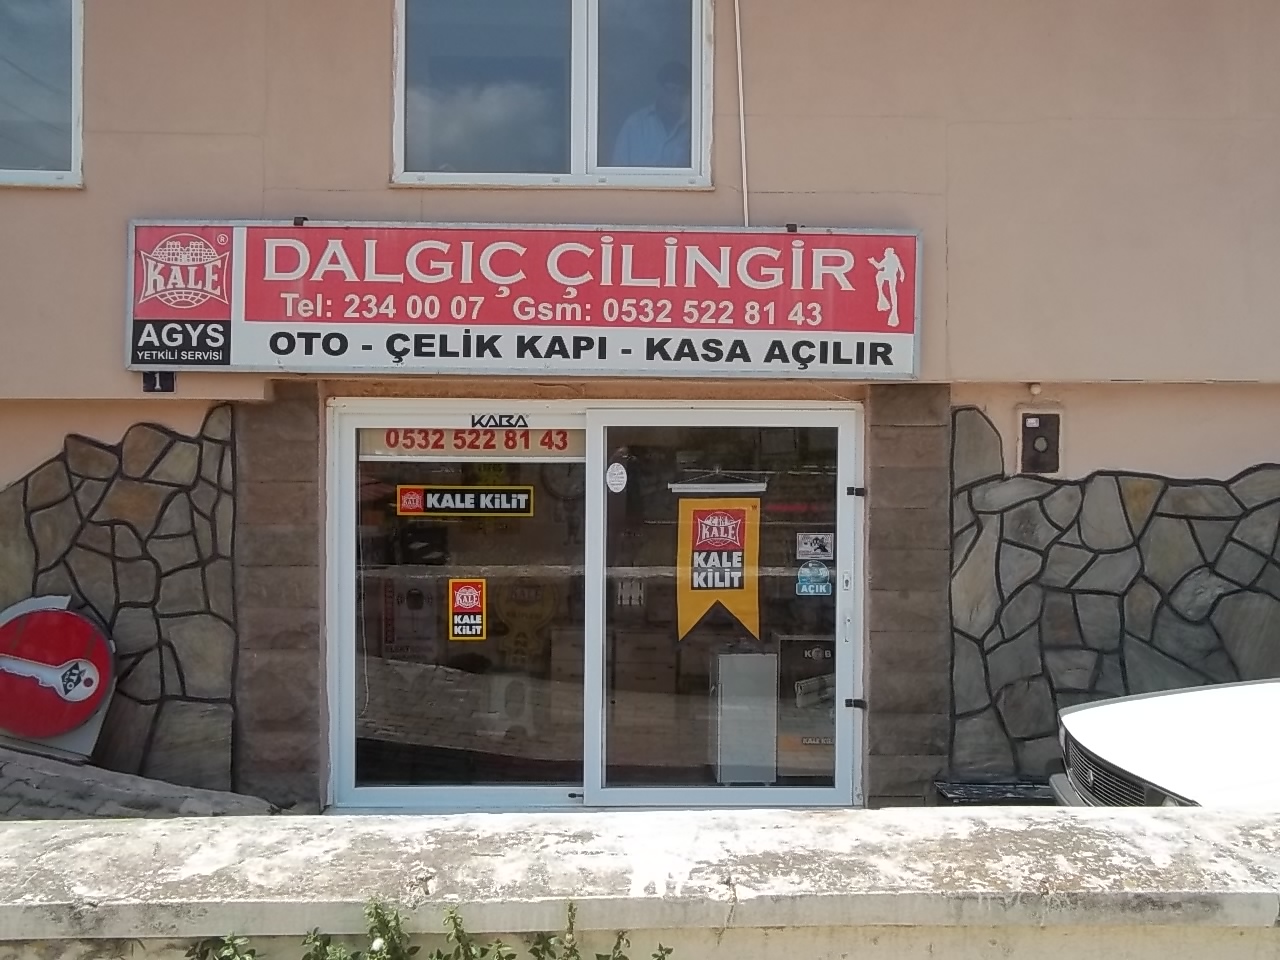 KALE
AGYS
YETKİLİ SERVİSİ
DALGIÇ ÇİLİNGİR
Tel: 234 00 07 Gsm: 0532 522 81 43
OTO - ÇELİK KAPI - KASA AÇILIR
1
KABA
0532 522 81 43
KALE KİLİT
KALE
KALE
KİLİT
KALE
KALE
KİLİT
AÇIK